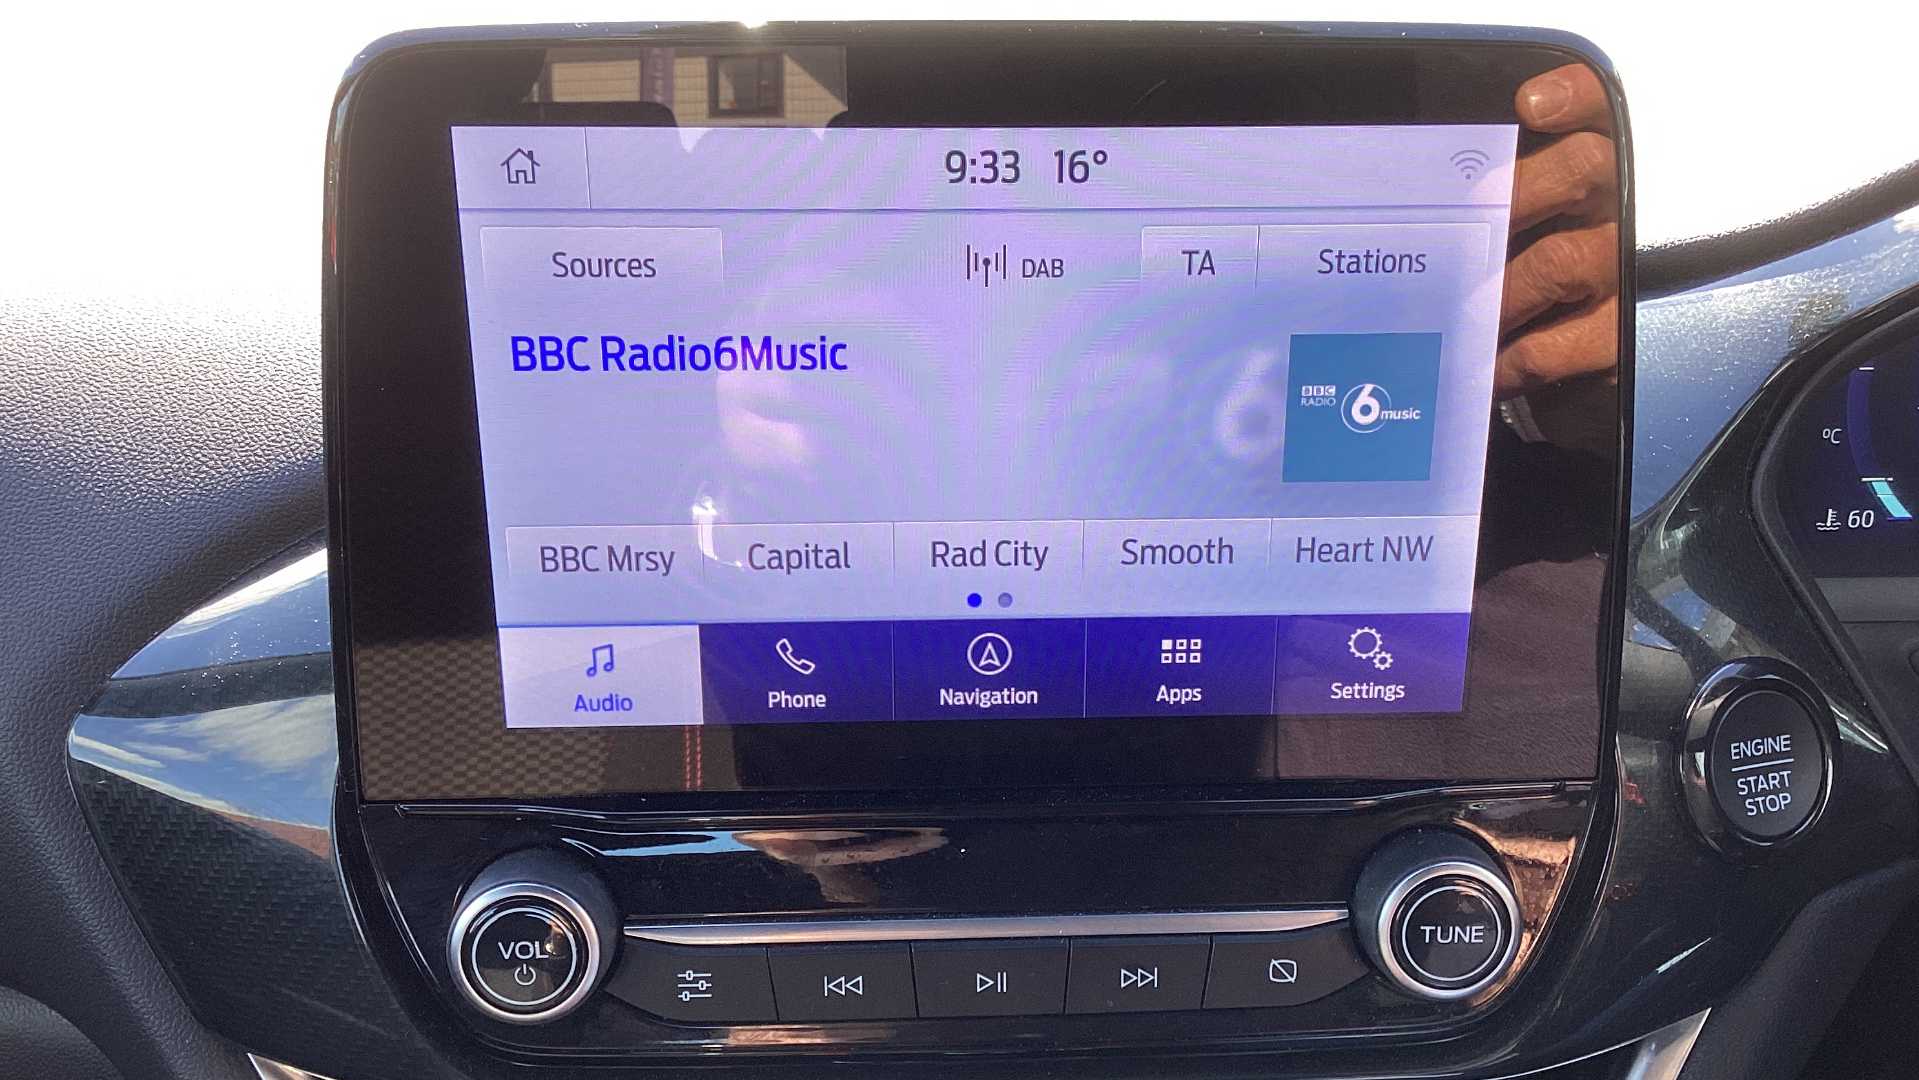 9:33 16°
Sources
DAB
TA
Stations
BBC Radio6Music
BBC
RADIO
6
music
BBC Mrsy
Capital
Rad City
Smooth
Heart NW
Audio
Phone
Navigation
Apps
Settings
°C
60
ENGINE
START
STOP
VOL
TUNE